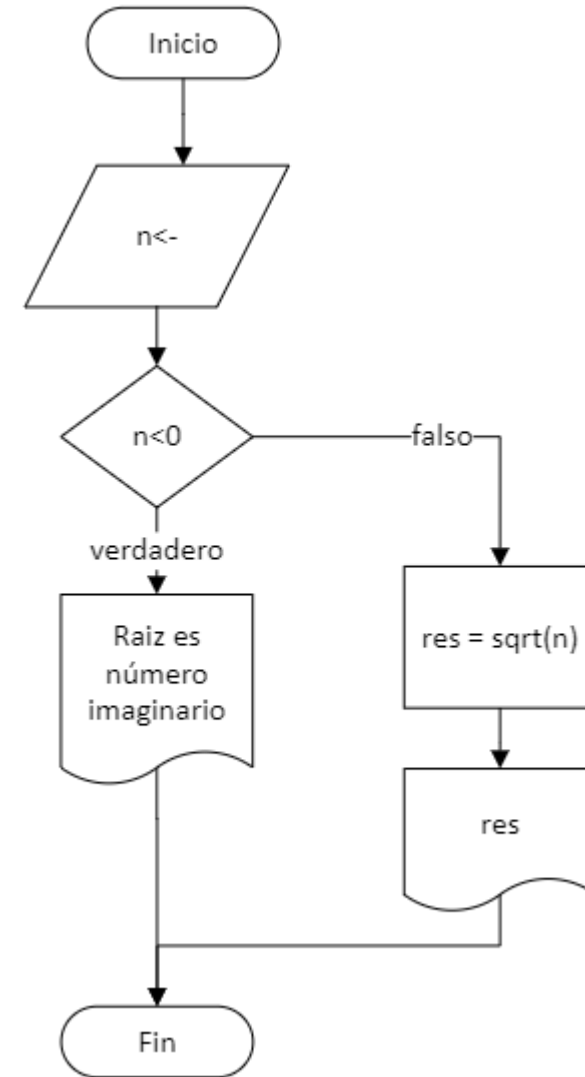 Inicio
n<-
n<0
falso
verdadero
Raiz es
número
imaginario
res = sqrt(n)
res
Fin